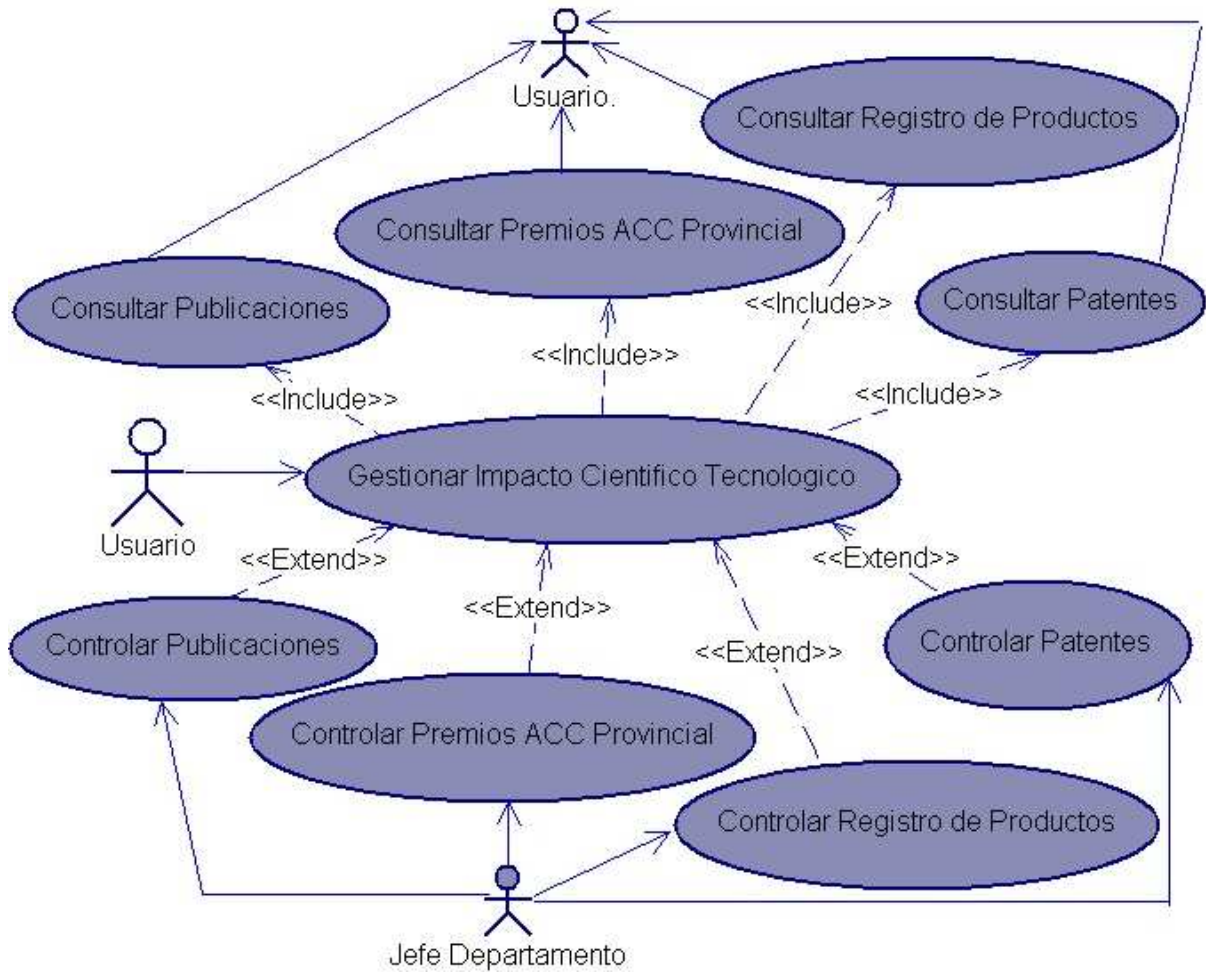 Usuario.
Consultar Registro de Productos
Consultar Premios ACC Provincial
Consultar Publicaciones
Consultar Patentes
<<Include>>
<<Include>>
<<Include>>
<<Include>>
Gestionar Impacto Cientifico Tecnologico
Usuario
<<Extend>>
<<Extend>>
<<Extend>>
<<Extend>>
Controlar Publicaciones
Controlar Patentes
Controlar Premios ACC Provincial
Controlar Registro de Productos
Jefe Departamento